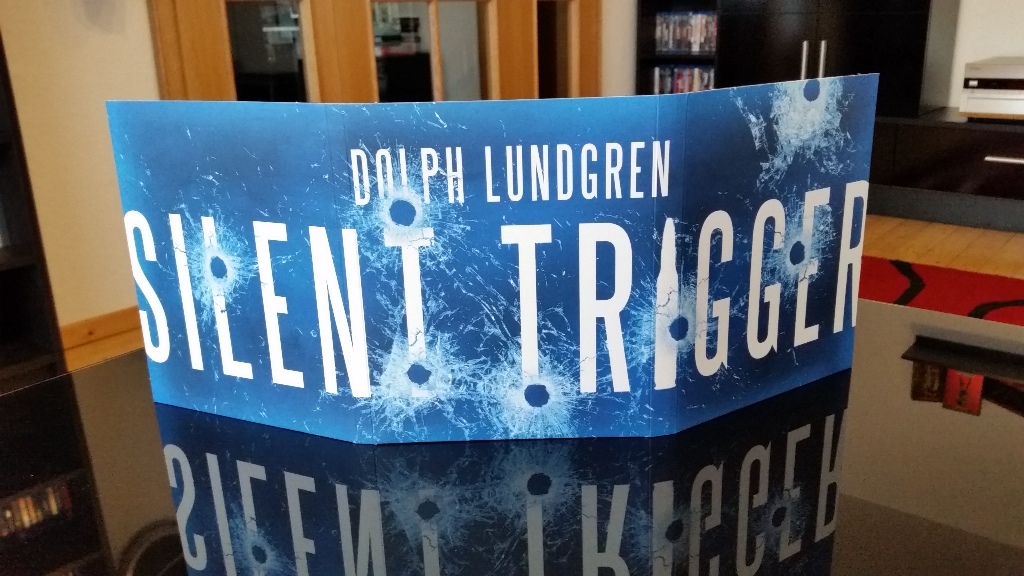 DOLPH LUNDGREN
SILENT TRIGGER